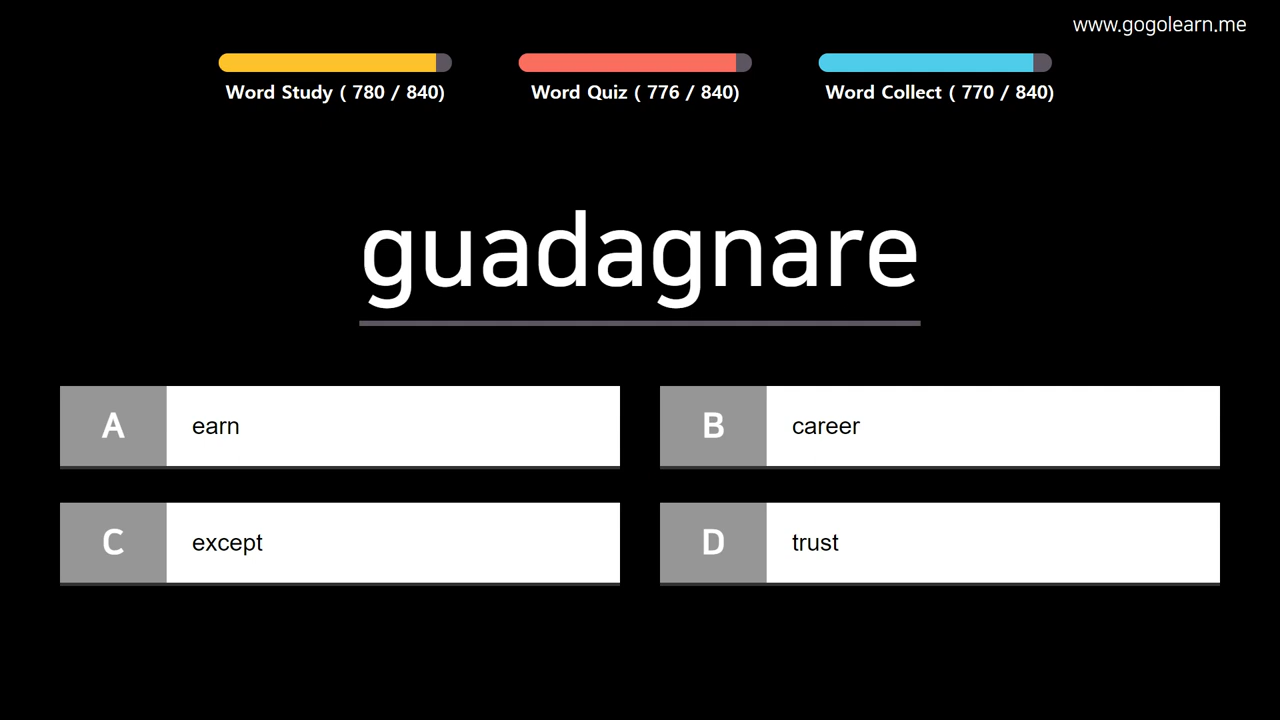 www.gogolearn.me
Word Study ( 780 / 840)
Word Quiz ( 776 / 840)
Word Collect ( 770 / 840)
guadagnare
A earn
B career
C except
D trust